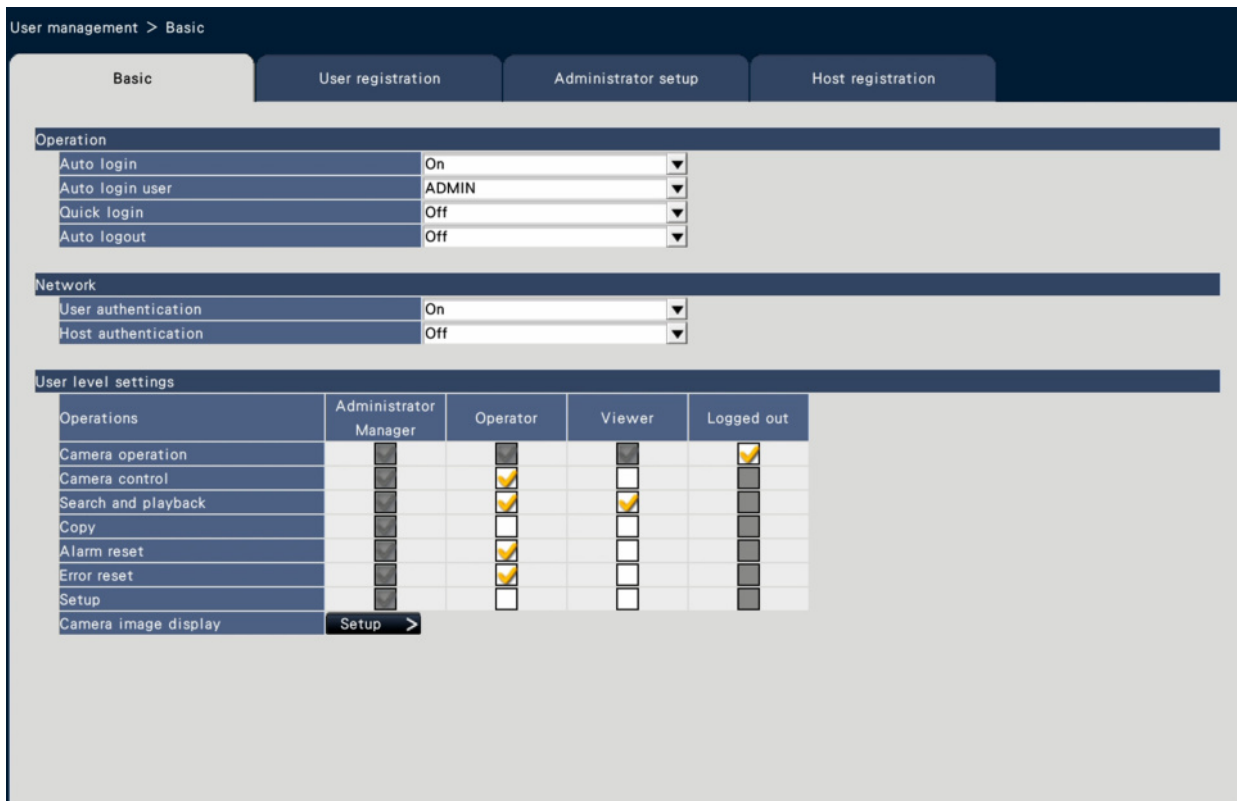 User management > Basic
Basic User registration Administrator setup Host registration
Operation
Auto login On
Auto login user ADMIN
Quick login Off
Auto logout Off
Network
User authentication On
Host authentication Off
User level settings
Operations Administrator Manager Operator Viewer Logged out
Camera operation
Camera control
Search and playback
Copy
Alarm reset
Error reset
Setup
Camera image display Setup >